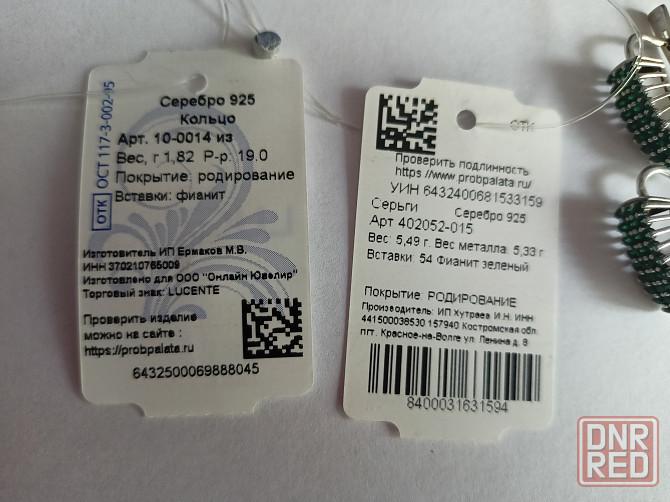 Серебро 925
Кольцо
Арт. 10-0014 из
Вес, г 1,82 Р-р: 19.0
Покрытие: родирование
Вставки: фианит
ОТК ОСТ 117-3-002-95
Изготовитель ИП Ермаков М.В.
ИНН 370210765009
Изготовлено для ООО "Онлайн Ювелир"
Торговый знак: LUCENTE
Проверить изделие
можно на сайте :
https://probpalata.ru
6432500069888045
ОТК
Проверить подлинность
https://www.probpalata.ru/
УИН 6432400681533159
Серьги Серебро 925
Арт 402052-015
Вес: 5,49 г. Вес металла: 5,33 г
Вставки: 54 Фианит зеленый
Покрытие: РОДИРОВАНИЕ
Производитель: ИП Хутраев И.Н. ИНН
441500038530 157940 Костромская обл.
пгт. Красное-на-Волге ул. Ленина д. 8
8400031631594
DNR
RED